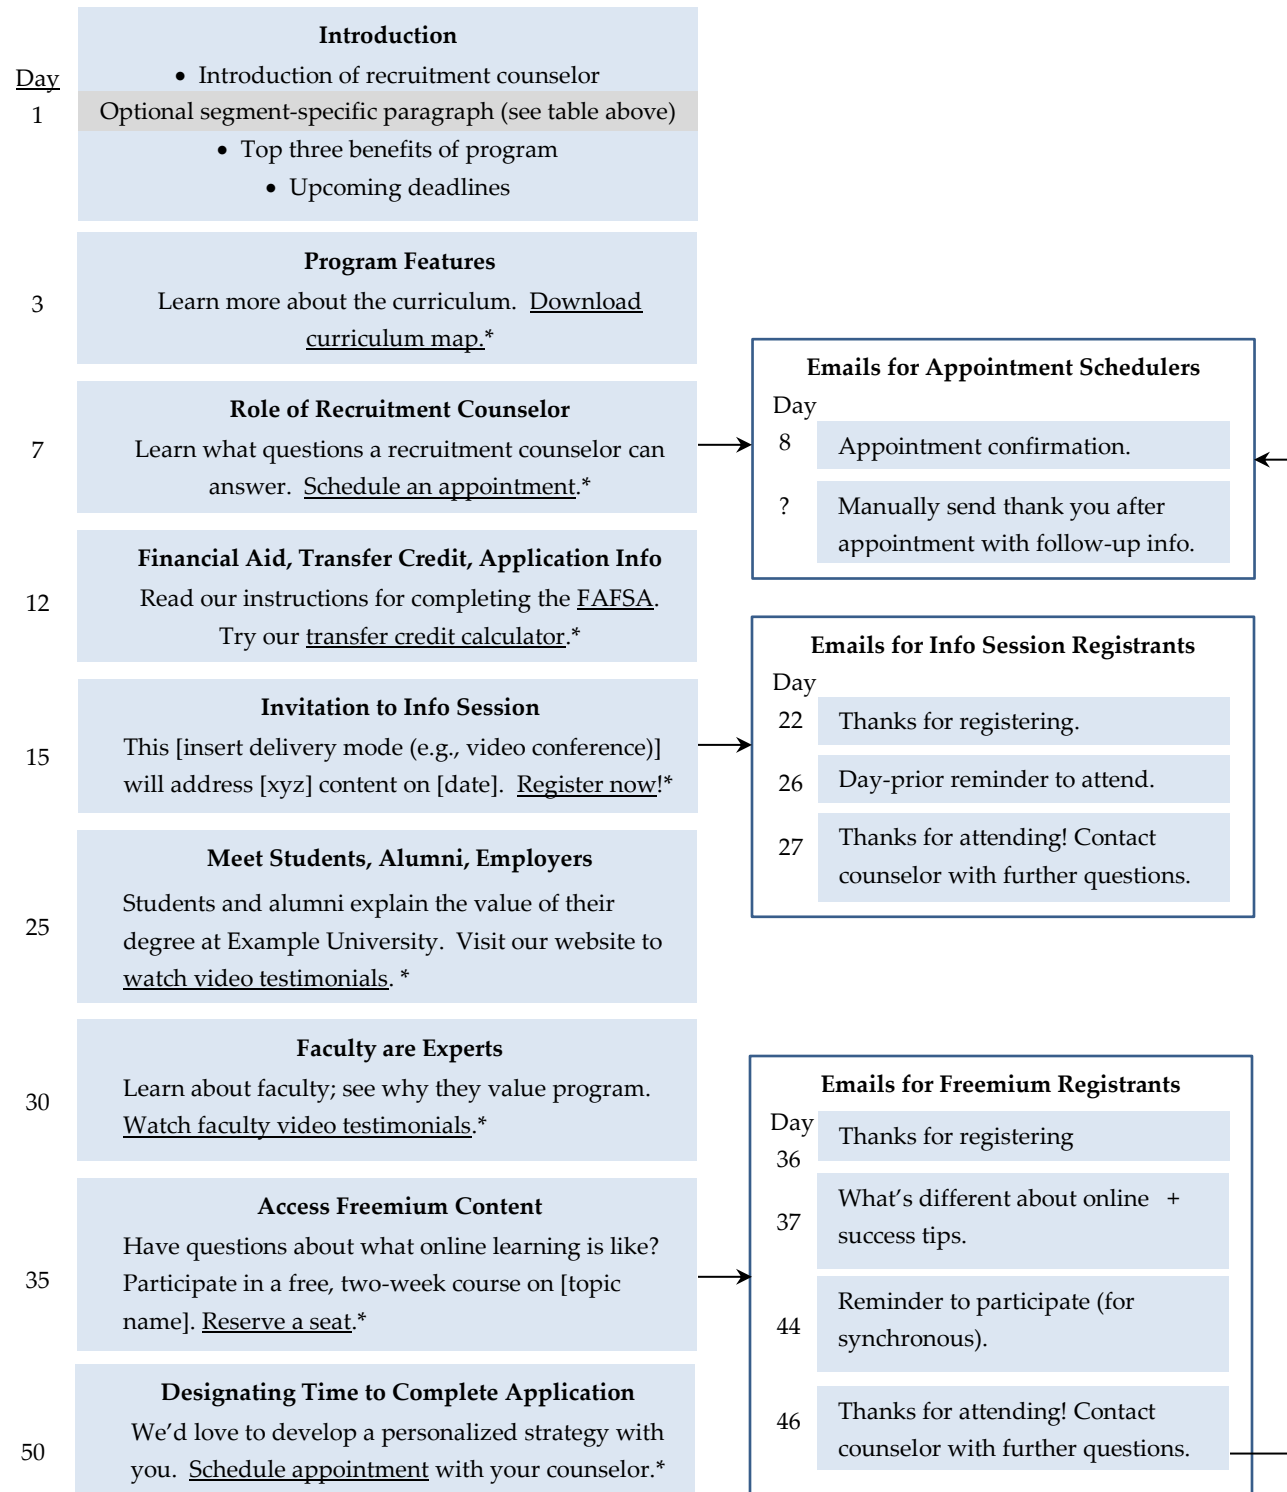 Introduction
• Introduction of recruitment counselor
Day
1
Optional segment-specific paragraph (see table above)
• Top three benefits of program
• Upcoming deadlines
Program Features
3
Learn more about the curriculum.  Download
curriculum map.*
Role of Recruitment Counselor
7
Learn what questions a recruitment counselor can
answer.  Schedule an appointment.*
Financial Aid, Transfer Credit, Application Info
12
Read our instructions for completing the FAFSA.
Try our transfer credit calculator.*
Invitation to Info Session
15
This [insert delivery mode (e.g., video conference)]
will address [xyz] content on [date].  Register now!*
Meet Students, Alumni, Employers
25
Students and alumni explain the value of their
degree at Example University.  Visit our website to
watch video testimonials. *
Faculty are Experts
30
Learn about faculty; see why they value program.
Watch faculty video testimonials.*
Access Freemium Content
35
Have questions about what online learning is like?
Participate in a free, two-week course on [topic
name]. Reserve a seat.*
Designating Time to Complete Application
50
We’d love to develop a personalized strategy with
you.  Schedule appointment with your counselor.*
Emails for Appointment Schedulers
Day
8
Appointment confirmation.
?
Manually send thank you after
appointment with follow-up info.
Emails for Info Session Registrants
Day
22
Thanks for registering.
26
Day-prior reminder to attend.
27
Thanks for attending! Contact
counselor with further questions.
Emails for Freemium Registrants
Day
36
Thanks for registering
37
What’s different about online  +
success tips.
44
Reminder to participate (for
synchronous).
46
Thanks for attending! Contact
counselor with further questions.